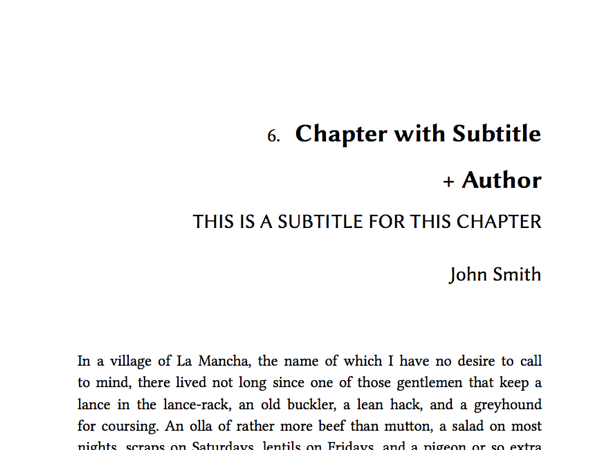 6. Chapter with Subtitle
+ Author
THIS IS A SUBTITLE FOR THIS CHAPTER
John Smith
In a village of La Mancha, the name of which I have no desire to call
to mind, there lived not long since one of those gentlemen that keep a
lance in the lance-rack, an old buckler, a lean hack, and a greyhound
for coursing. An olla of rather more beef than mutton, a salad on most
nights, scraps on Saturdays, lentils on Fridays, and a pigeon or so extra